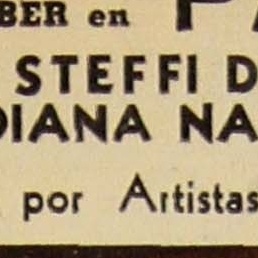 BER en
STEFFI D
DIANA NA
por Artistas